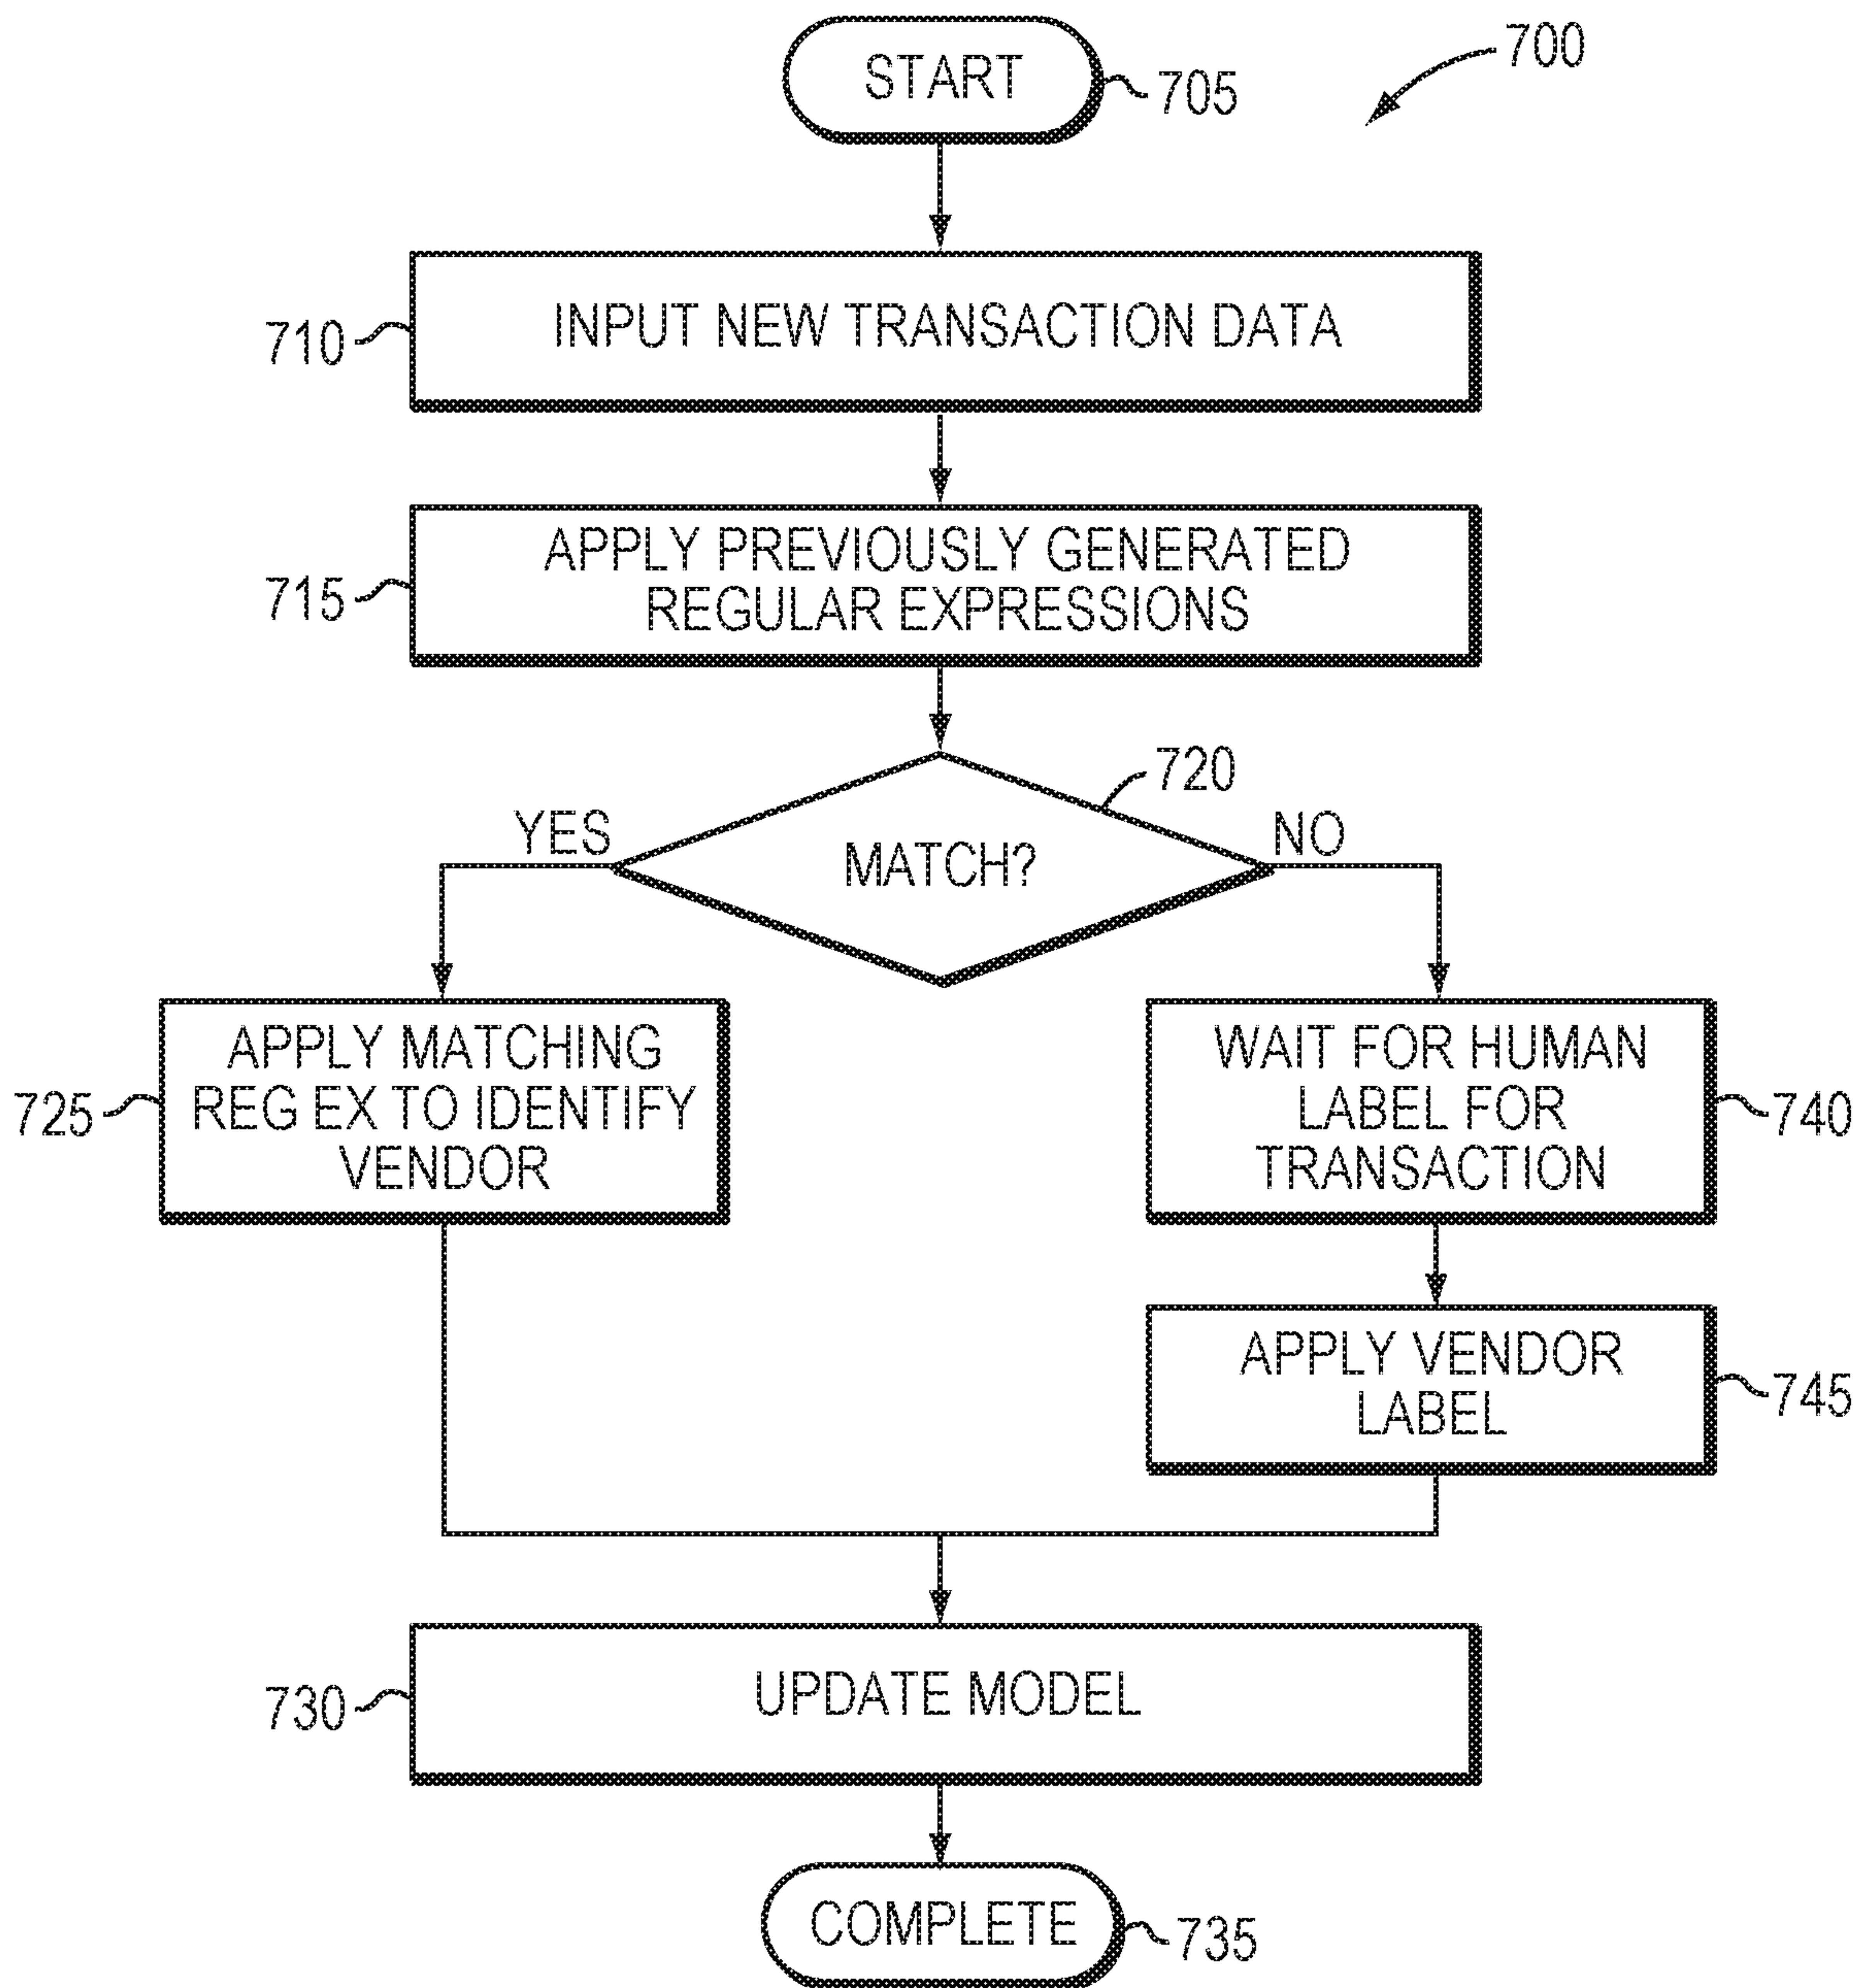 700
START
705
INPUT NEW TRANSACTION DATA
710
APPLY PREVIOUSLY GENERATED
REGULAR EXPRESSIONS
715
720
YES
MATCH?
NO
APPLY MATCHING
REG EX TO IDENTIFY
VENDOR
725
WAIT FOR HUMAN
LABEL FOR
TRANSACTION
740
APPLY VENDOR
LABEL
745
UPDATE MODEL
730
COMPLETE
735